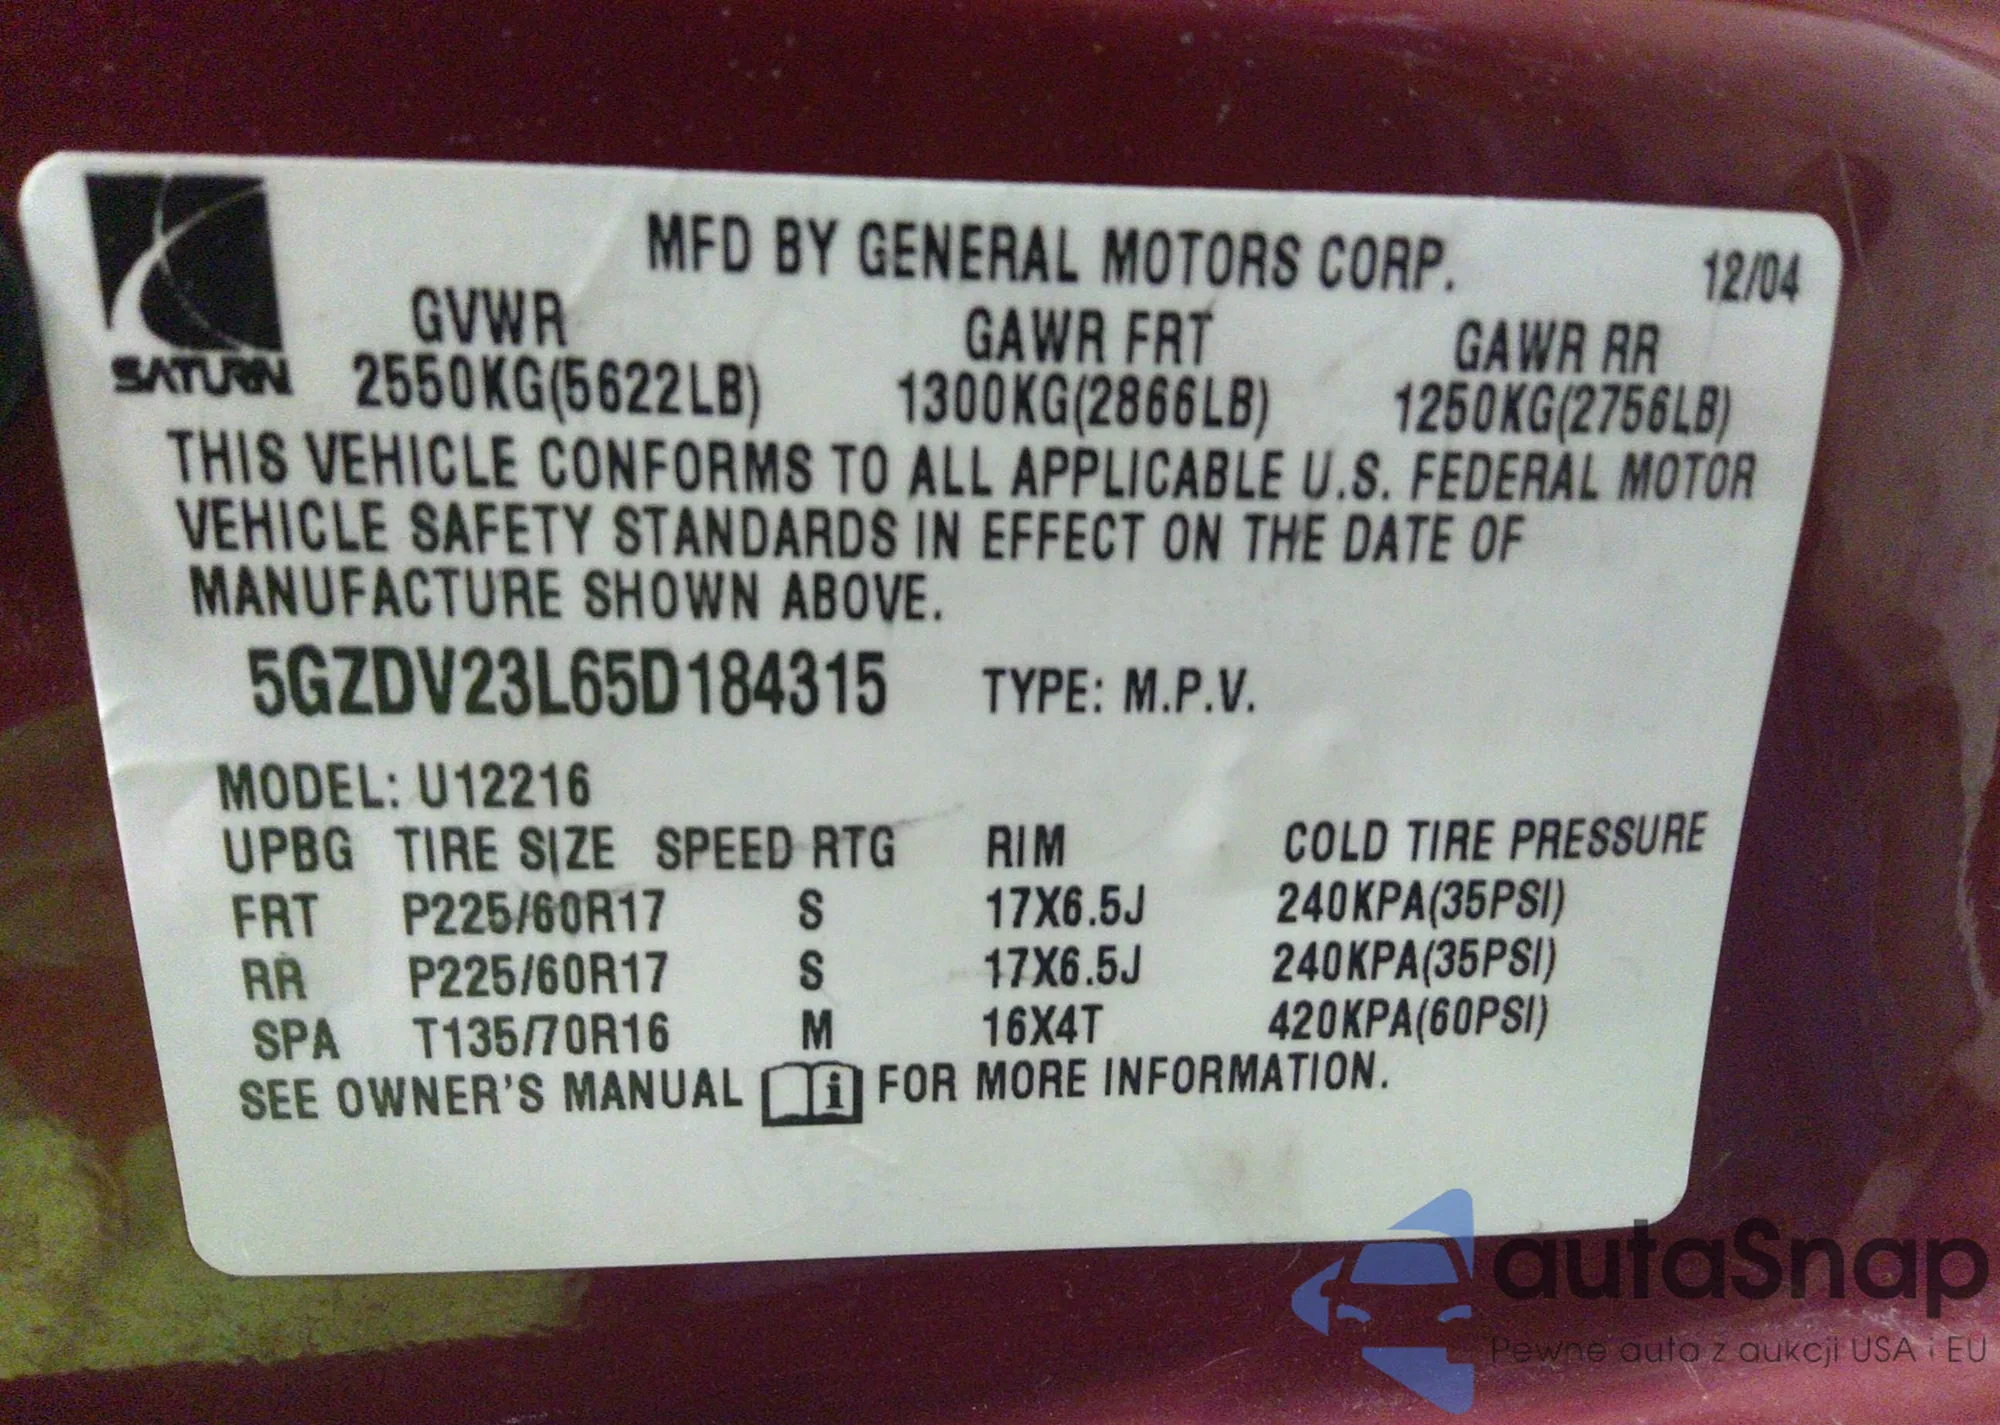 MFD BY GENERAL MOTORS CORP. 12/04
SATURN
GVWR GAWR FRT GAWR RR
2550KG(5622LB) 1300KG(2866LB) 1250KG(2756LB)
THIS VEHICLE CONFORMS TO ALL APPLICABLE U.S. FEDERAL MOTOR
VEHICLE SAFETY STANDARDS IN EFFECT ON THE DATE OF
MANUFACTURE SHOWN ABOVE.
5GZDV23L65D184315 TYPE: M.P.V.
MODEL: U12216
UPBG TIRE SIZE SPEED RTG RIM COLD TIRE PRESSURE
FRT P225/60R17 S 17X6.5J 240KPA(35PSI)
RR P225/60R17 S 17X6.5J 240KPA(35PSI)
SPA T135/70R16 M 16X4T 420KPA(60PSI)
SEE OWNER'S MANUAL i FOR MORE INFORMATION.
autaSnap
Pewne auta z aukcji USA i EU